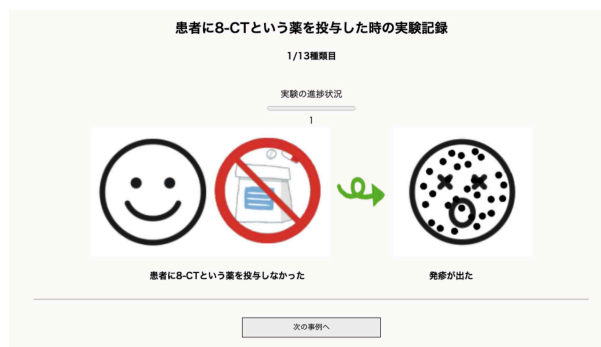 患者に8-CTという薬を投与した時の実験記録
1/13種類目
実験の進捗状況
1
患者に8-CTという薬を投与しなかった
発疹が出た
次の事例へ